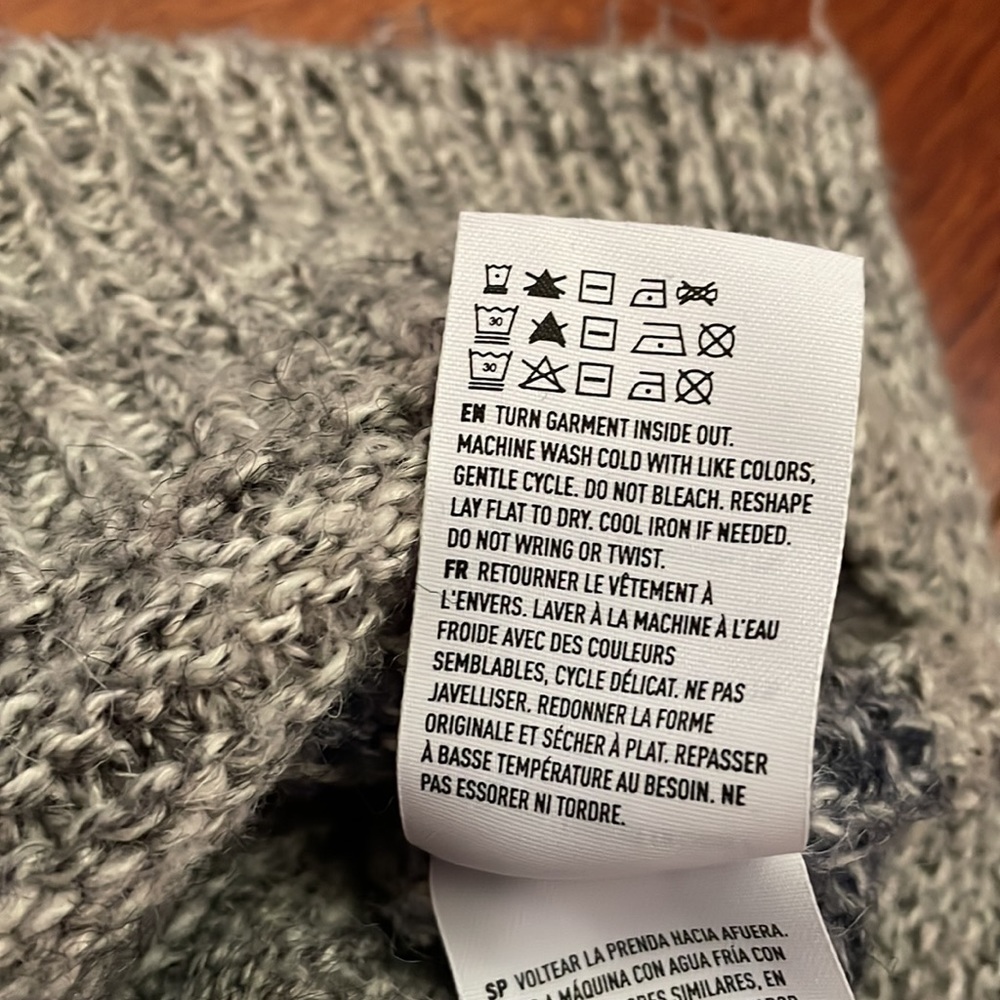 30
30
EN TURN GARMENT INSIDE OUT.
MACHINE WASH COLD WITH LIKE COLORS,
GENTLE CYCLE. DO NOT BLEACH. RESHAPE
LAY FLAT TO DRY. COOL IRON IF NEEDED.
DO NOT WRING OR TWIST.
FR RETOURNER LE VÊTEMENT À
L'ENVERS. LAVER À LA MACHINE À L'EAU
FROIDE AVEC DES COULEURS
SEMBLABLES, CYCLE DÉLICAT. NE PAS
JAVELLISER. REDONNER LA FORME
ORIGINALE ET SÉCHER À PLAT. REPASSER
À BASSE TEMPÉRATURE AU BESOIN. NE
PAS ESSORER NI TORDRE.
SP VOLTEAR LA PRENDA HACIA AFUERA.
MÁQUINA CON AGUA FRÍA CON
SIMILARES, EN